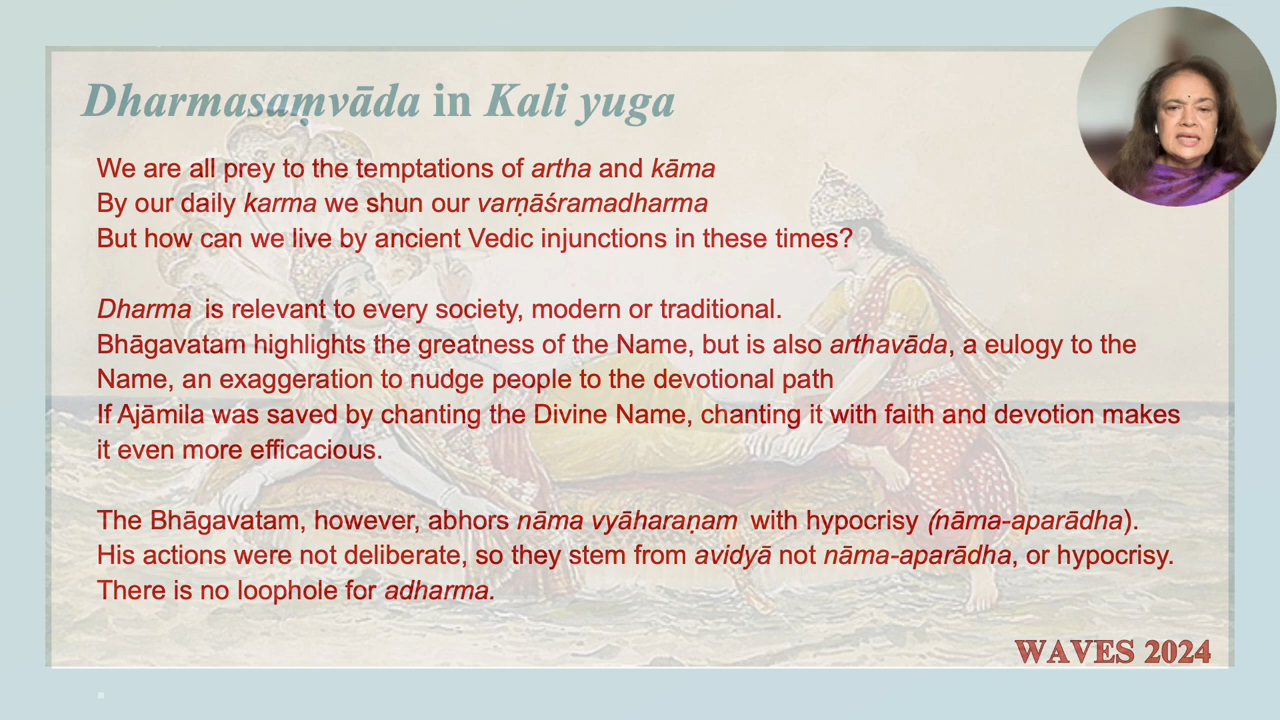 Dharmasaṃvāda in Kali yuga
We are all prey to the temptations of artha and kāma
By our daily karma we shun our varṇāśramadharma
But how can we live by ancient Vedic injunctions in these times?
Dharma is relevant to every society, modern or traditional.
Bhāgavatam highlights the greatness of the Name, but is also arthavāda, a eulogy to the
Name, an exaggeration to nudge people to the devotional path
If Ajāmila was saved by chanting the Divine Name, chanting it with faith and devotion makes
it even more efficacious.
The Bhāgavatam, however, abhors nāma vyāharaṇam with hypocrisy (nāma-aparādha).
His actions were not deliberate, so they stem from avidyā not nāma-aparādha, or hypocrisy.
There is no loophole for adharma.
WAVES 2024